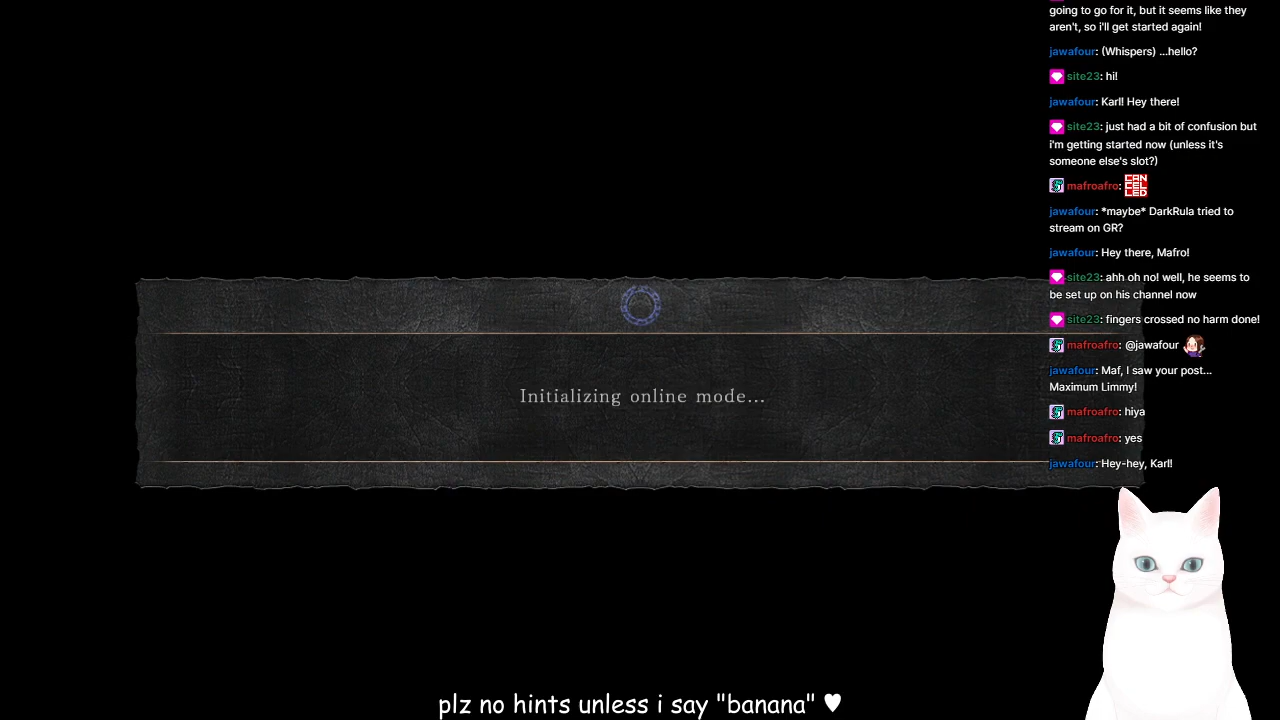 going to go for it, but it seems like they
aren't, so i'll get started again!
jawafour: (Whispers) ...hello?
site23: hi!
jawafour: Karl! Hey there!
site23: just had a bit of confusion but
i'm getting started now (unless it's
someone else's slot?)
mafroafro: CAN
CEL
LED
jawafour: *maybe* DarkRula tried to
stream on GR?
jawafour: Hey there, Mafro!
site23: ahh oh no! well, he seems to
be set up on his channel now
site23: fingers crossed no harm done!
mafroafro: @jawafour
jawafour: Maf, I saw your post...
Maximum Limmy!
mafroafro: hiya
mafroafro: yes
jawafour: Hey-hey, Karl!
Initializing online mode...
plz no hints unless i say "banana" ♥